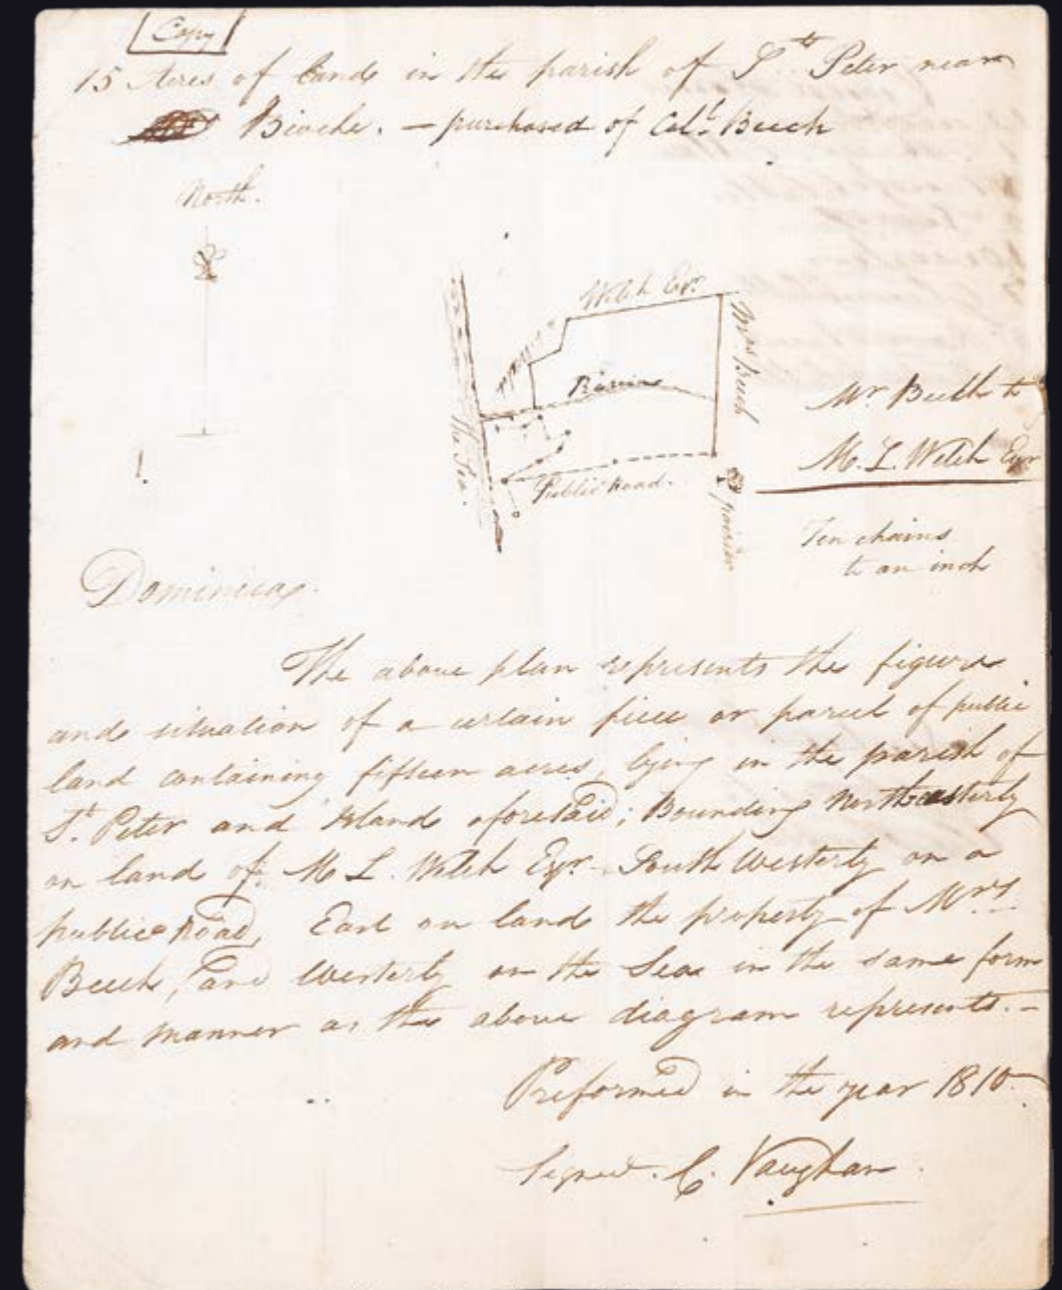 Copy
15 Acres of Lands in the parish of St. Peter near
Bioche. – purchased of Col. Beech
North.
Welch Esqr.
Mrs Beech
Ravine
The Sea.
Public Road.
Mr. Beech to
M. L. Welch Esqr
Ten chains
to an inch
Dominica.
The above plan represents the figure
and situation of a certain piece or parcel of public
land containing fifteen acres, lying in the parish of
St. Peter and Island aforesaid; Bounding Northeasterly
on land of M L. Welch Esqr. South Westerly on a
public Road, East on land the property of Mrs.
Beech, and Westerly on the Sea in the same form
and manner as the above diagram represents. –
Preformed in the year 1810
Signed. C. Vaughan